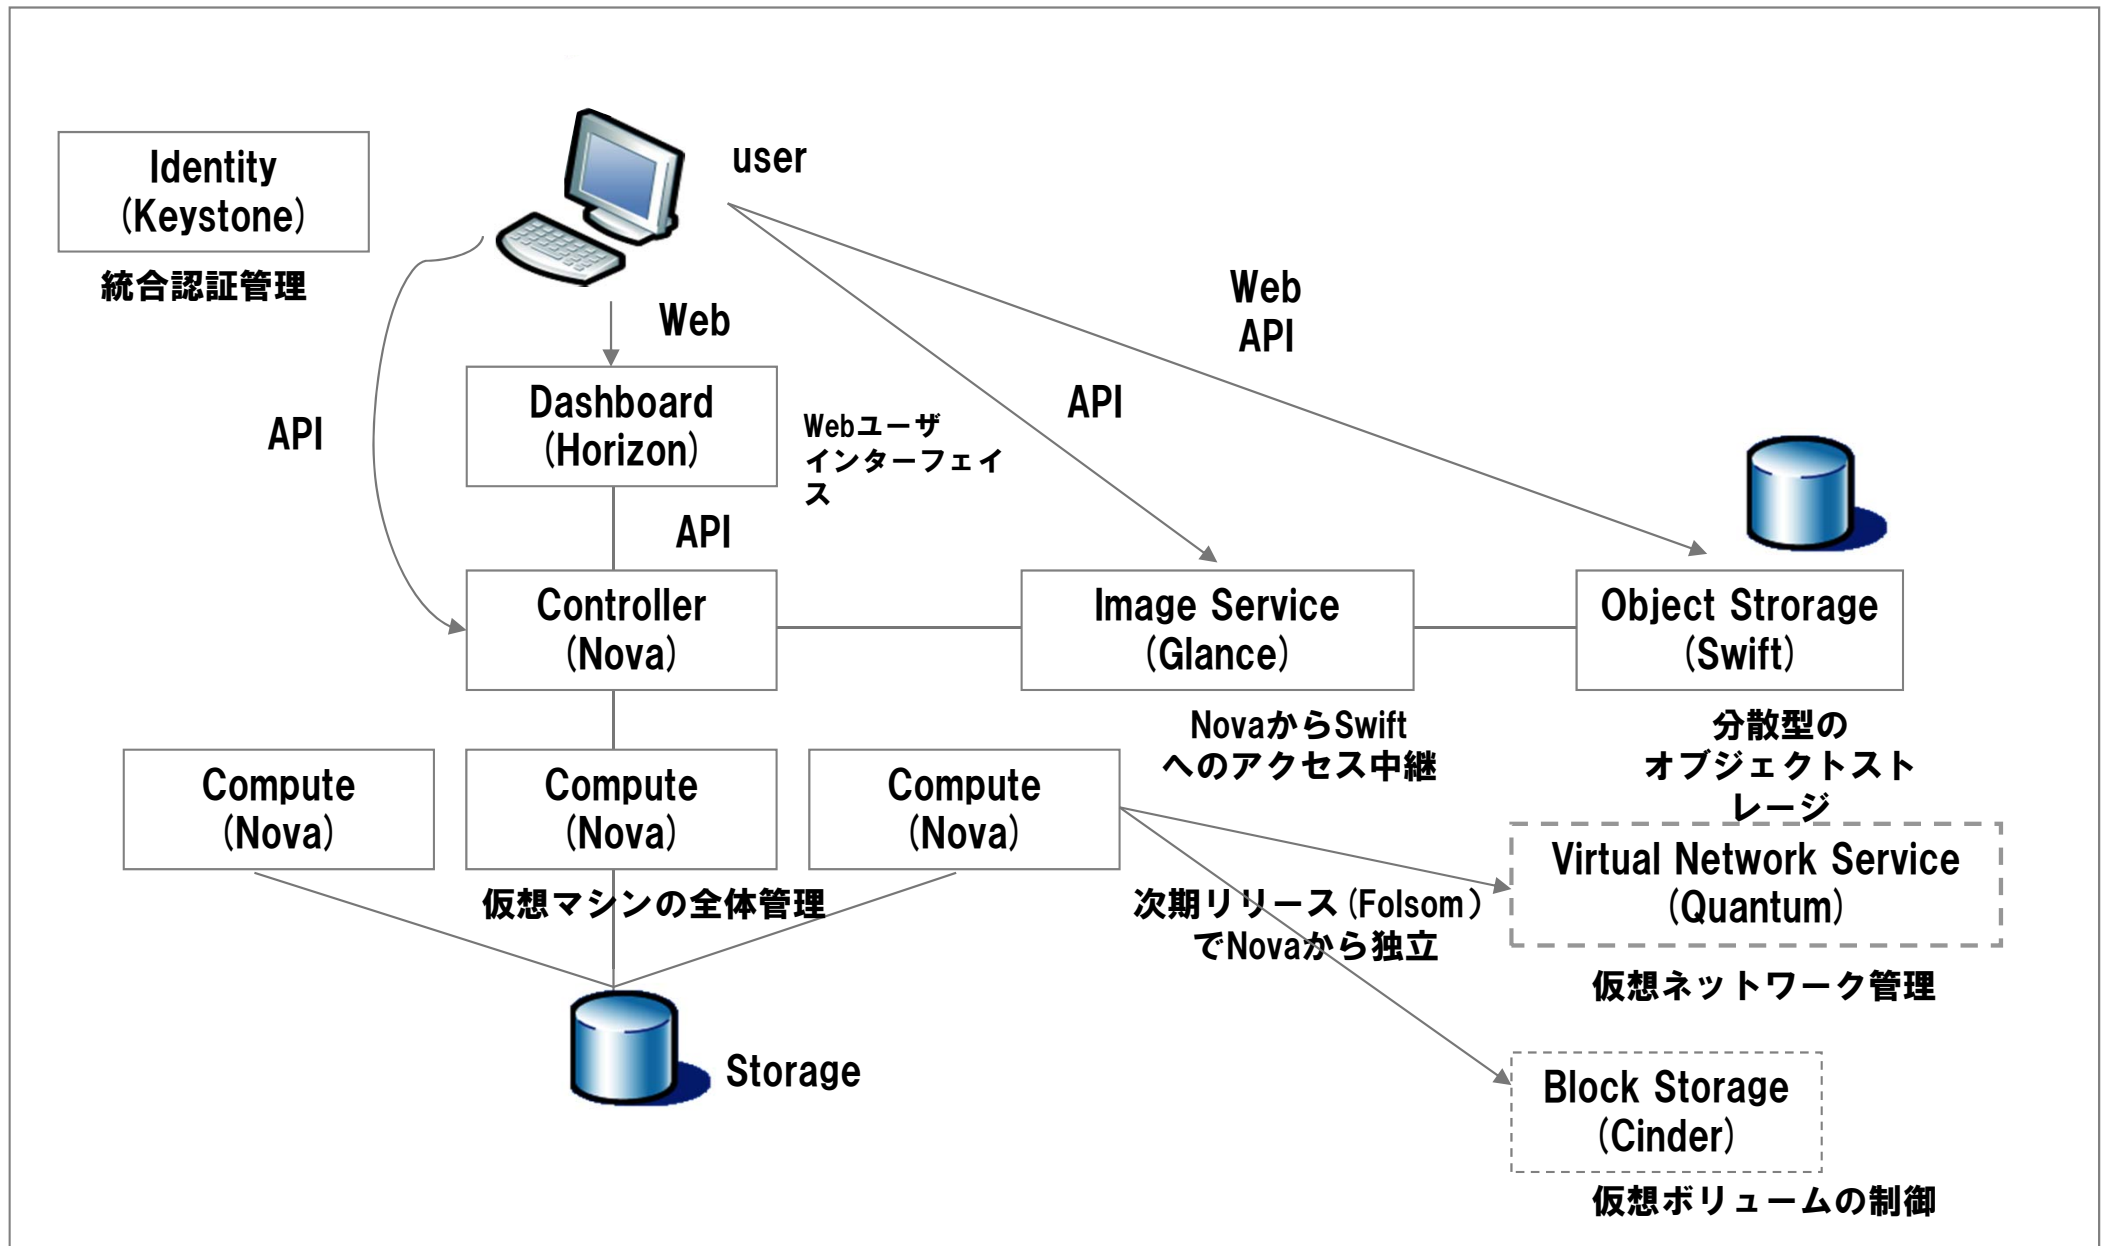 user
Identity
(Keystone)
統合認証管理
Web
API
Web
Dashboard
(Horizon)
API
API
Webユーザ
インターフェイ
ス
API
Controller
(Nova)
Image Service
(Glance)
Object Strorage
(Swift)
NovaからSwift
へのアクセス中継
分散型の
オブジェクトスト
レージ
Compute
(Nova)
Compute
(Nova)
Compute
(Nova)
仮想マシンの全体管理
次期リリース(Folsom)
でNovaから独立
Virtual Network Service
(Quantum)
仮想ネットワーク管理
Storage
Block Storage
(Cinder)
仮想ボリュームの制御